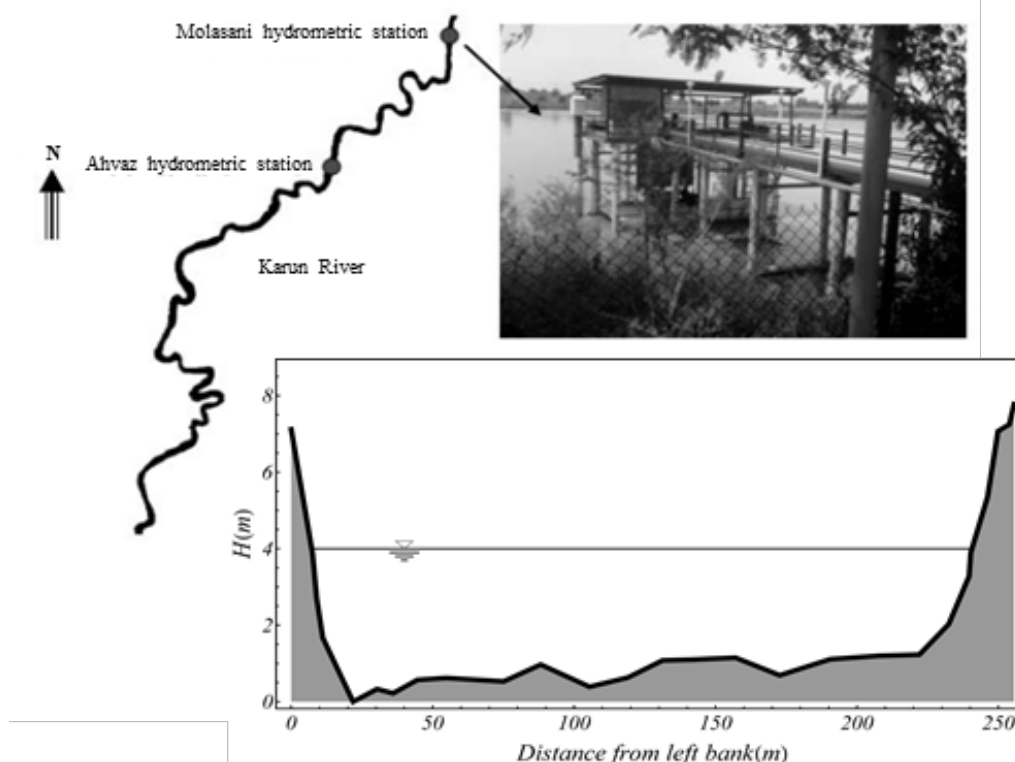 Molasani hydrometric station
Ahvaz hydrometric station
N
Karun River
H(m)
8
6
4
2
0
0 50 100 150 200 250
Distance from left bank(m)